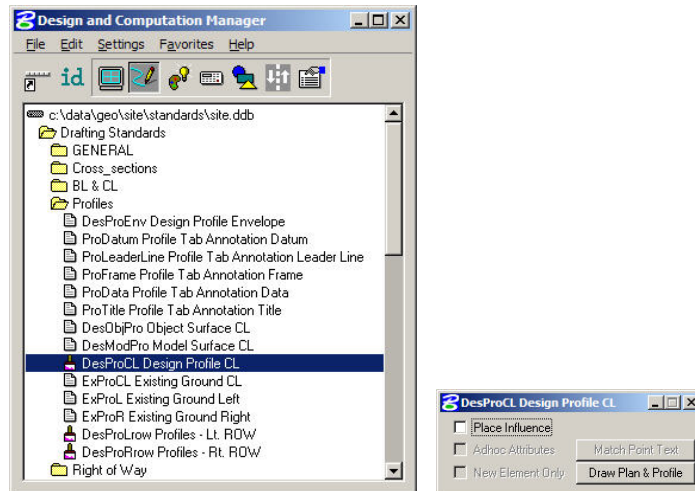 Design and Computation Manager
File Edit Settings Favorites Help
id
c:\data\geo\site\standards\site.ddb
Drafting Standards
GENERAL
Cross_sections
BL & CL
Profiles
DesProEnv Design Profile Envelope
ProDatum Profile Tab Annotation Datum
ProLeaderLine Profile Tab Annotation Leader Line
ProFrame Profile Tab Annotation Frame
ProData Profile Tab Annotation Data
ProTitle Profile Tab Annotation Title
DesObjPro Object Surface CL
DesModPro Model Surface CL
DesProCL Design Profile CL
ExProCL Existing Ground CL
ExProL Existing Ground Left
ExProR Existing Ground Right
DesProLrow Profiles - Lt. ROW
DesProRrow Profiles - Rt. ROW
Right of Way
DesProCL Design Profile CL
Place Influence
Adhoc Attributes Match Point Text
New Element Only Draw Plan & Profile